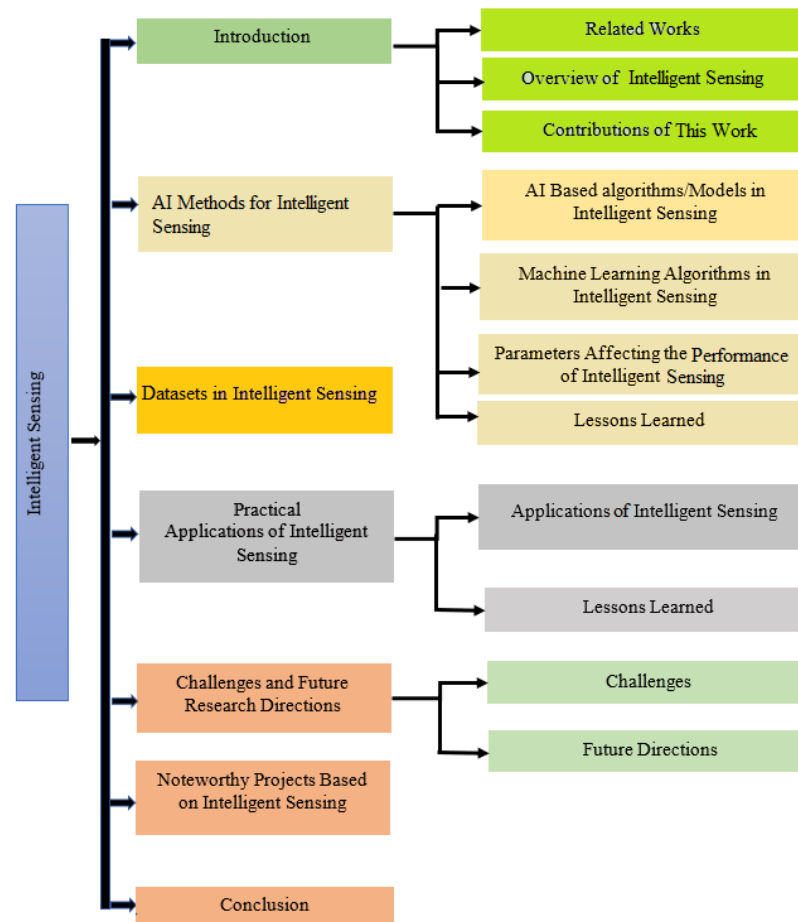 Intelligent Sensing
Introduction
Related Works
Overview of Intelligent Sensing
Contributions of This Work
AI Methods for Intelligent
Sensing
AI Based algorithms/Models in
Intelligent Sensing
Machine Learning Algorithms in
Intelligent Sensing
Parameters Affecting the Performance
of Intelligent Sensing
Lessons Learned
Datasets in Intelligent Sensing
Practical
Applications of Intelligent
Sensing
Applications of Intelligent Sensing
Lessons Learned
Challenges and Future
Research Directions
Challenges
Future Directions
Noteworthy Projects Based
on Intelligent Sensing
Conclusion